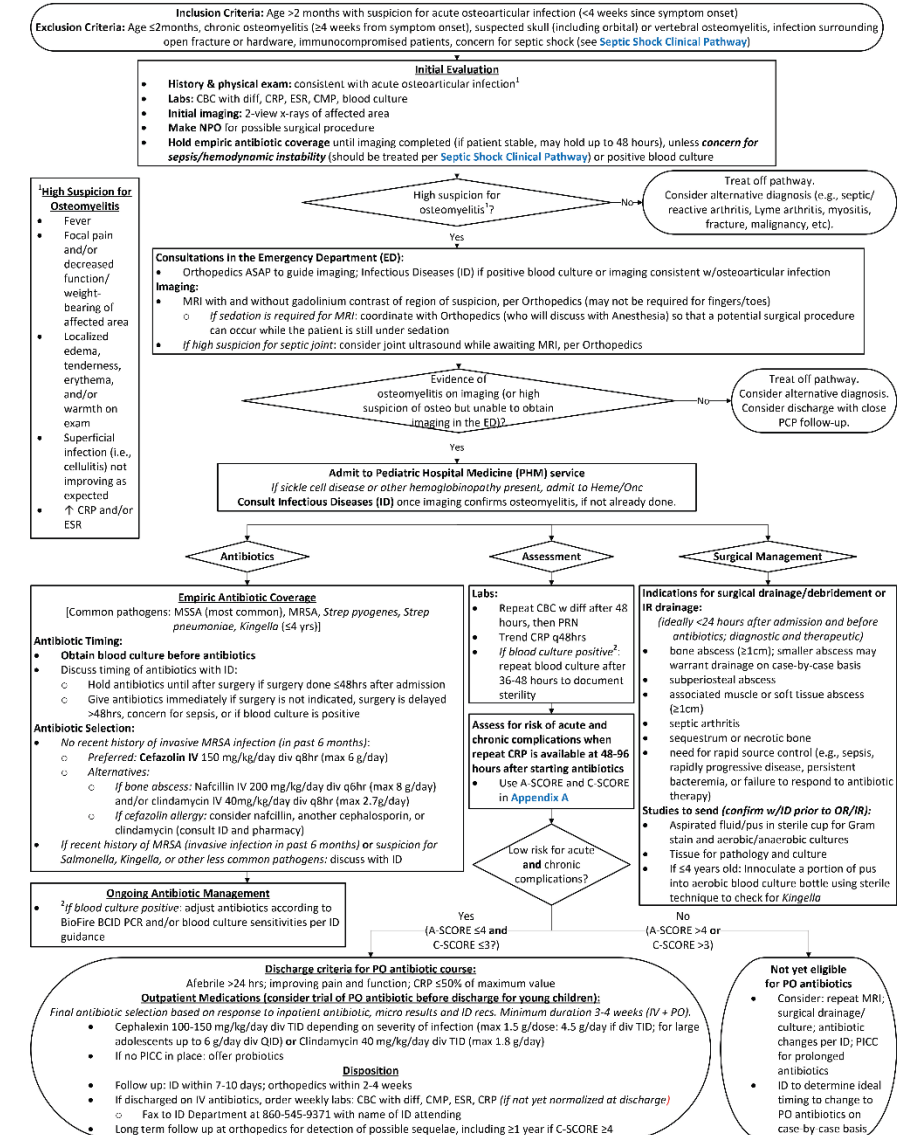 Inclusion Criteria: Age >2 months with suspicion for acute osteoarticular infection (<4 weeks since symptom onset)
Exclusion Criteria: Age ≤2months, chronic osteomyelitis (≥4 weeks from symptom onset), suspected skull (including orbital) or vertebral osteomyelitis, infection surrounding
open fracture or hardware, immunocompromised patients, concern for septic shock (see Septic Shock Clinical Pathway)
Initial Evaluation
• History & physical exam: consistent with acute osteoarticular infection¹
• Labs: CBC with diff, CRP, ESR, CMP, blood culture
• Initial imaging: 2-view x-rays of affected area
• Make NPO for possible surgical procedure
• Hold empiric antibiotic coverage until imaging completed (if patient stable, may hold up to 48 hours), unless concern for
sepsis/hemodynamic instability (should be treated per Septic Shock Clinical Pathway) or positive blood culture
¹High Suspicion for
Osteomyelitis
• Fever
• Focal pain
and/or
decreased
function/
weight-
bearing of
affected area
• Localized
edema,
tenderness,
erythema,
and/or
warmth on
exam
• Superficial
infection (i.e.,
cellulitis) not
improving as
expected
• ↑ CRP and/or
ESR
High suspicion for
osteomyelitis¹?
No
Treat off pathway.
Consider alternative diagnosis (e.g., septic/
reactive arthritis, Lyme arthritis, myositis,
fracture, malignancy, etc).
Yes
Consultations in the Emergency Department (ED):
• Orthopedics ASAP to guide imaging; Infectious Diseases (ID) if positive blood culture or imaging consistent w/osteoarticular infection
Imaging:
• MRI with and without gadolinium contrast of region of suspicion, per Orthopedics (may not be required for fingers/toes)
○ If sedation is required for MRI: coordinate with Orthopedics (who will discuss with Anesthesia) so that a potential surgical procedure
can occur while the patient is still under sedation
• If high suspicion for septic joint: consider joint ultrasound while awaiting MRI, per Orthopedics
Evidence of
osteomyelitis on imaging (or high
suspicion of osteo but unable to obtain
imaging in the ED)?
No
Treat off pathway.
Consider alternative diagnosis.
Consider discharge with close
PCP follow-up.
Yes
Admit to Pediatric Hospital Medicine (PHM) service
If sickle cell disease or other hemoglobinopathy present, admit to Heme/Onc
Consult Infectious Diseases (ID) once imaging confirms osteomyelitis, if not already done.
Antibiotics
Assessment
Surgical Management
Empiric Antibiotic Coverage
[Common pathogens: MSSA (most common), MRSA, Strep pyogenes, Strep
pneumoniae, Kingella (≤4 yrs)]
Antibiotic Timing:
• Obtain blood culture before antibiotics
• Discuss timing of antibiotics with ID:
○ Hold antibiotics until after surgery if surgery done ≤48hrs after admission
○ Give antibiotics immediately if surgery is not indicated, surgery is delayed
>48hrs, concern for sepsis, or if blood culture is positive
Antibiotic Selection:
• No recent history of invasive MRSA infection (in past 6 months):
○ Preferred: Cefazolin IV 150 mg/kg/day div q8hr (max 6 g/day)
○ Alternatives:
○ If bone abscess: Nafcillin IV 200 mg/kg/day div q6hr (max 8 g/day)
and/or clindamycin IV 40mg/kg/day div q8hr (max 2.7g/day)
○ If cefazolin allergy: consider nafcillin, another cephalosporin, or
clindamycin (consult ID and pharmacy)
• If recent history of MRSA (invasive infection in past 6 months) or suspicion for
Salmonella, Kingella, or other less common pathogens: discuss with ID
Ongoing Antibiotic Management
• ²If blood culture positive: adjust antibiotics according to
BioFire BCID PCR and/or blood culture sensitivities per ID
guidance
Labs:
• Repeat CBC w diff after 48
hours, then PRN
• Trend CRP q48hrs
• If blood culture positive²:
repeat blood culture after
36-48 hours to document
sterility
Assess for risk of acute and
chronic complications when
repeat CRP is available at 48-96
hours after starting antibiotics
• Use A-SCORE and C-SCORE
in Appendix A
Low risk for acute
and chronic
complications?
Indications for surgical drainage/debridement or
IR drainage:
(ideally <24 hours after admission and before
antibiotics; diagnostic and therapeutic)
• bone abscess (≥1cm); smaller abscess may
warrant drainage on case-by-case basis
• subperiosteal abscess
• associated muscle or soft tissue abscess
(≥1cm)
• septic arthritis
• sequestrum or necrotic bone
• need for rapid source control (e.g., sepsis,
rapidly progressive disease, persistent
bacteremia, or failure to respond to antibiotic
therapy)
Studies to send (confirm w/ID prior to OR/IR):
• Aspirated fluid/pus in sterile cup for Gram
stain and aerobic/anaerobic cultures
• Tissue for pathology and culture
• If ≤4 years old: Innoculate a portion of pus
into aerobic blood culture bottle using sterile
technique to check for Kingella
Yes
(A-SCORE ≤4 and
C-SCORE ≤3?)
No
(A-SCORE >4 or
C-SCORE >3)
Discharge criteria for PO antibiotic course:
Afebrile >24 hrs; improving pain and function; CRP ≤50% of maximum value
Outpatient Medications (consider trial of PO antibiotic before discharge for young children):
Final antibiotic selection based on response to inpatient antibiotic, micro results and ID recs. Minimum duration 3-4 weeks (IV + PO).
• Cephalexin 100-150 mg/kg/day div TID depending on severity of infection (max 1.5 g/dose: 4.5 g/day if div TID; for large
adolescents up to 6 g/day div QID) or Clindamycin 40 mg/kg/day div TID (max 1.8 g/day)
• If no PICC in place: offer probiotics
Disposition
• Follow up: ID within 7-10 days; orthopedics within 2-4 weeks
• If discharged on IV antibiotics, order weekly labs: CBC with diff, CMP, ESR, CRP (if not yet normalized at discharge)
○ Fax to ID Department at 860-545-9371 with name of ID attending
• Long term follow up at orthopedics for detection of possible sequelae, including ≥1 year if C-SCORE ≥4
Not yet eligible
for PO antibiotics
• Consider: repeat MRI;
surgical drainage/
culture; antibiotic
changes per ID; PICC
for prolonged
antibiotics
• ID to determine ideal
timing to change to
PO antibiotics on
case-by-case basis